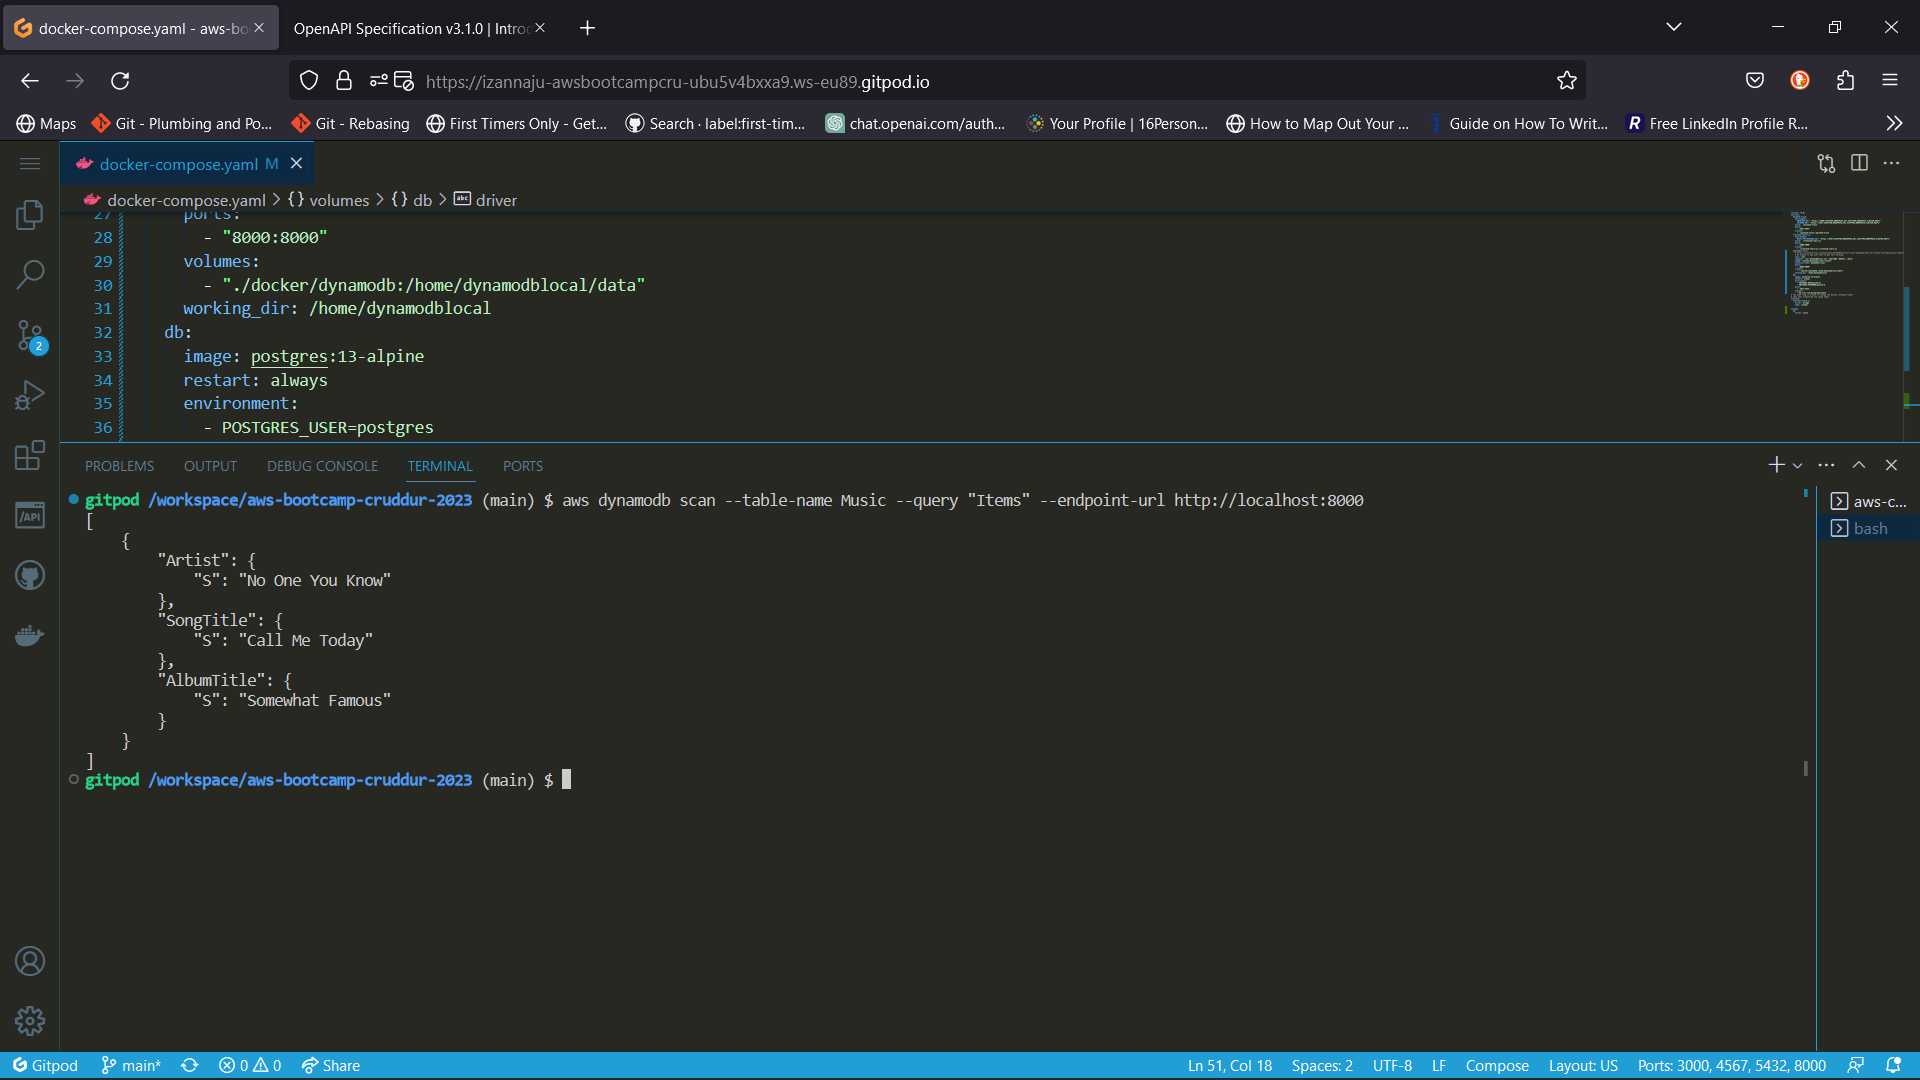 docker-compose.yaml - aws-bo
OpenAPI Specification v3.1.0 | Introd
https://izannaju-awsbootcampcru-ubu5v4bxxa9.ws-eu89.gitpod.io
Maps
Git - Plumbing and Po...
Git - Rebasing
First Timers Only - Get...
Search · label:first-tim...
chat.openai.com/auth...
Your Profile | 16Person...
How to Map Out Your ...
Guide on How To Writ...
R Free LinkedIn Profile R...
docker-compose.yaml M
docker-compose.yaml > {} volumes > {} db > abc driver
27 ports:
28 - "8000:8000"
29 volumes:
30 - "./docker/dynamodb:/home/dynamodblocal/data"
31 working_dir: /home/dynamodblocal
32 db:
33 image: postgres:13-alpine
34 restart: always
35 environment:
36 - POSTGRES_USER=postgres
2
/API
PROBLEMS OUTPUT DEBUG CONSOLE TERMINAL PORTS
gitpod /workspace/aws-bootcamp-cruddur-2023 (main) $ aws dynamodb scan --table-name Music --query "Items" --endpoint-url http://localhost:8000
[
{
"Artist": {
"S": "No One You Know"
},
"SongTitle": {
"S": "Call Me Today"
},
"AlbumTitle": {
"S": "Somewhat Famous"
}
}
]
gitpod /workspace/aws-bootcamp-cruddur-2023 (main) $
aws-c...
bash
Gitpod main* 0 0 Share Ln 51, Col 18 Spaces: 2 UTF-8 LF Compose Layout: US Ports: 3000, 4567, 5432, 8000